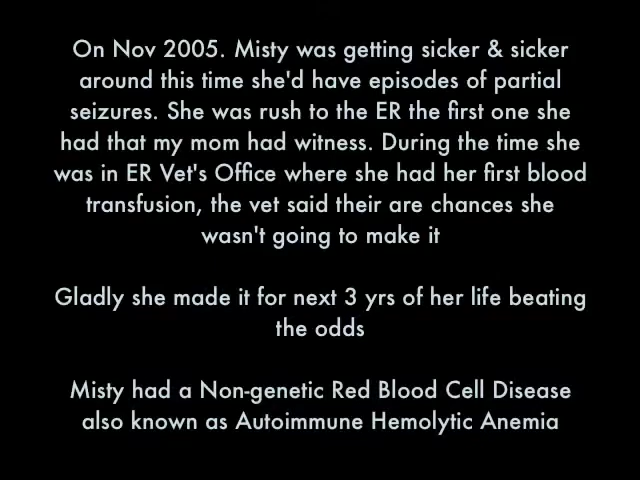 On Nov 2005. Misty was getting sicker & sicker
around this time she'd have episodes of partial
seizures. She was rush to the ER the first one she
had that my mom had witness. During the time she
was in ER Vet's Office where she had her first blood
transfusion, the vet said their are chances she
wasn't going to make it
Gladly she made it for next 3 yrs of her life beating
the odds
Misty had a Non-genetic Red Blood Cell Disease
also known as Autoimmune Hemolytic Anemia